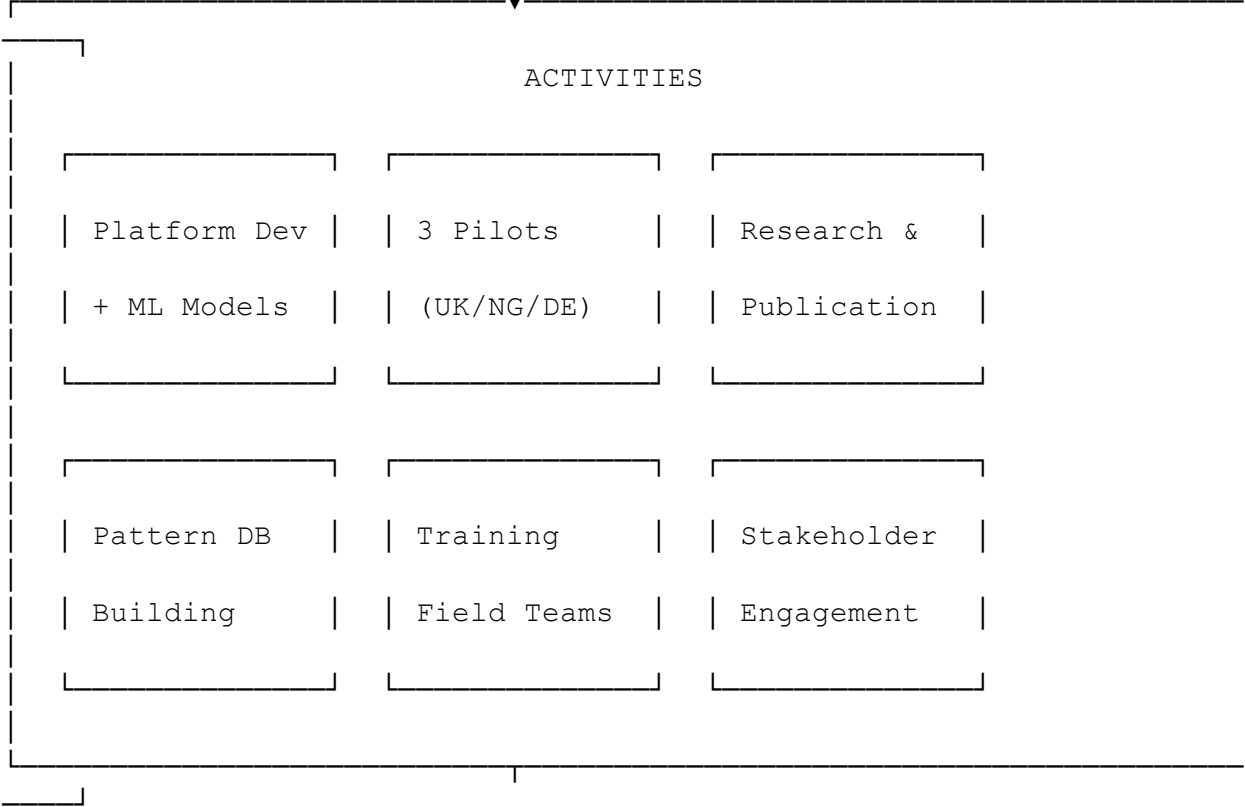 ACTIVITIES
Platform Dev 3 Pilots Research &
+ ML Models (UK/NG/DE) Publication
Pattern DB Training Stakeholder
Building Field Teams Engagement